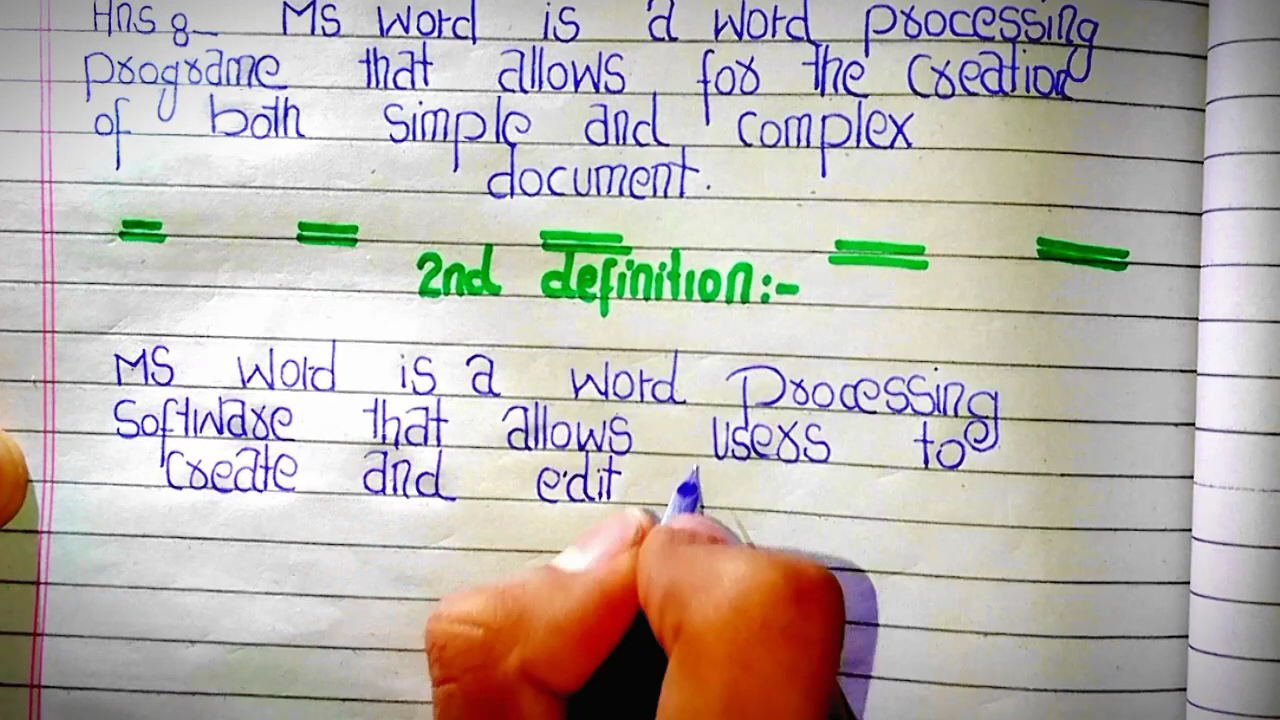 Ans:- Ms word is a word processing
programe that allows for the creation
of both simple and complex
document.
2nd definition:-
MS Word is a word Processing
Software that allows users to
create and edit